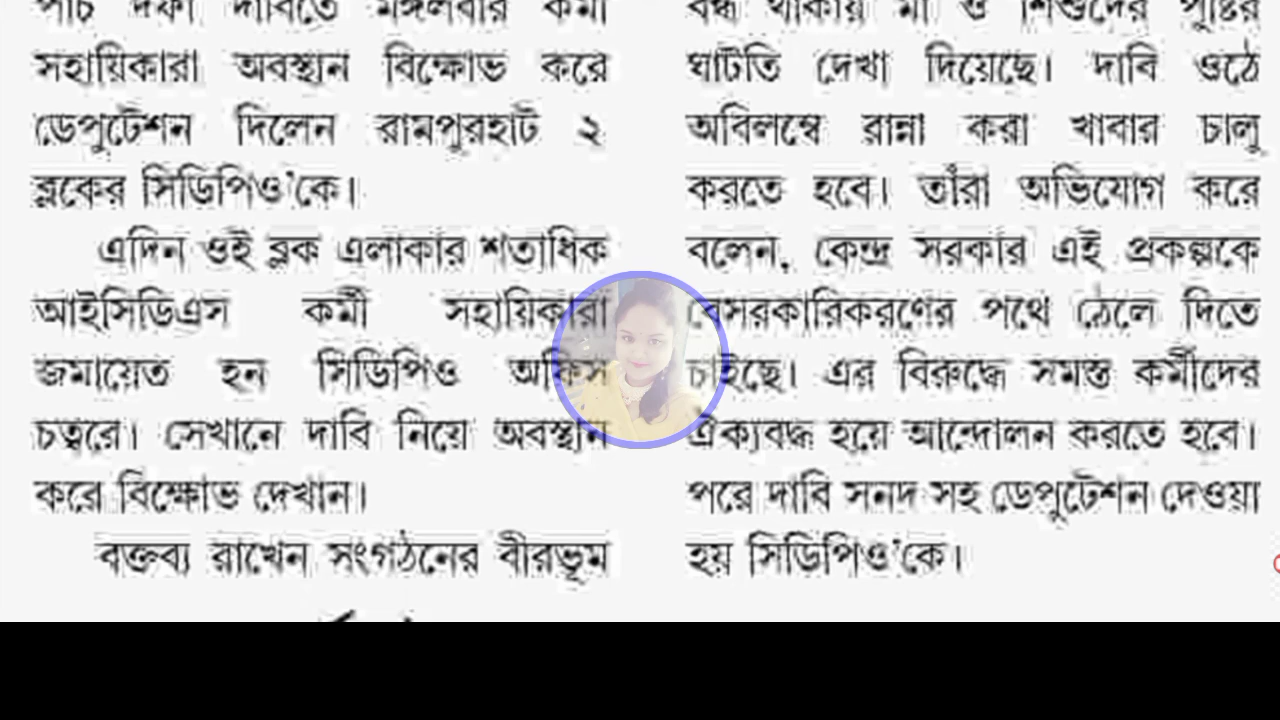 পাঁচ দফা দাবিতে মঙ্গলবার কর্মী
সহায়িকারা অবস্থান বিক্ষোভ করে
ডেপুটেশন দিলেন রামপুরহাট ২
ব্লকের সিডিপিও'কে।
এদিন ওই ব্লক এলাকার শতাধিক
আইসিডিএস কর্মী সহায়িকারা
জমায়েত হন সিডিপিও অফিস
চত্বরে। সেখানে দাবি নিয়ে অবস্থান
করে বিক্ষোভ দেখান।
বক্তব্য রাখেন সংগঠনের বীরভূম
বন্ধ থাকায় মা ও শিশুদের পুষ্টির
ঘাটতি দেখা দিয়েছে। দাবি ওঠে
অবিলম্বে রান্না করা খাবার চালু
করতে হবে। তাঁরা অভিযোগ করে
বলেন, কেন্দ্র সরকার এই প্রকল্পকে
বেসরকারিকরণের পথে ঠেলে দিতে
চাইছে। এর বিরুদ্ধে সমস্ত কর্মীদের
ঐক্যবদ্ধ হয়ে আন্দোলন করতে হবে।
পরে দাবি সনদ সহ ডেপুটেশন দেওয়া
হয় সিডিপিও'কে।